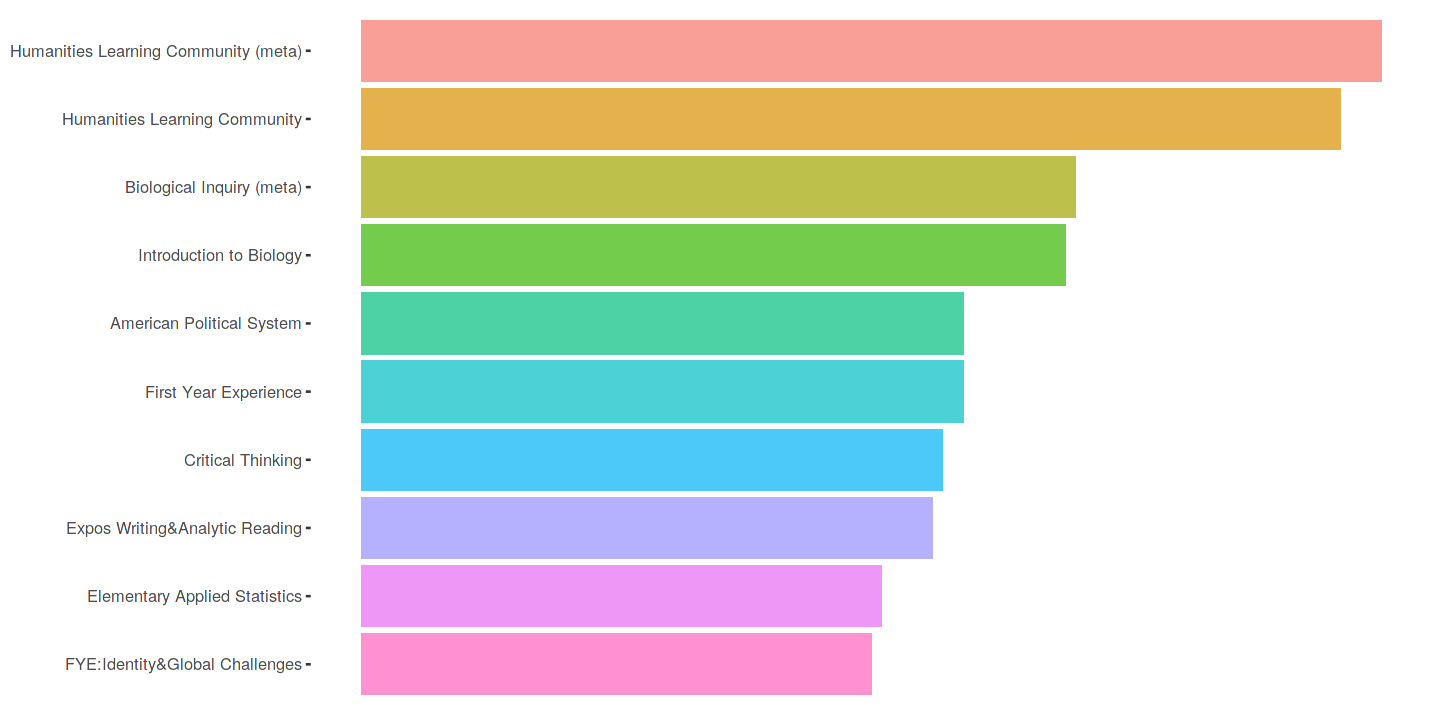 Humanities Learning Community (meta)
Humanities Learning Community
Biological Inquiry (meta)
Introduction to Biology
American Political System
First Year Experience
Critical Thinking
Expos Writing&Analytic Reading
Elementary Applied Statistics
FYE:Identity&Global Challenges